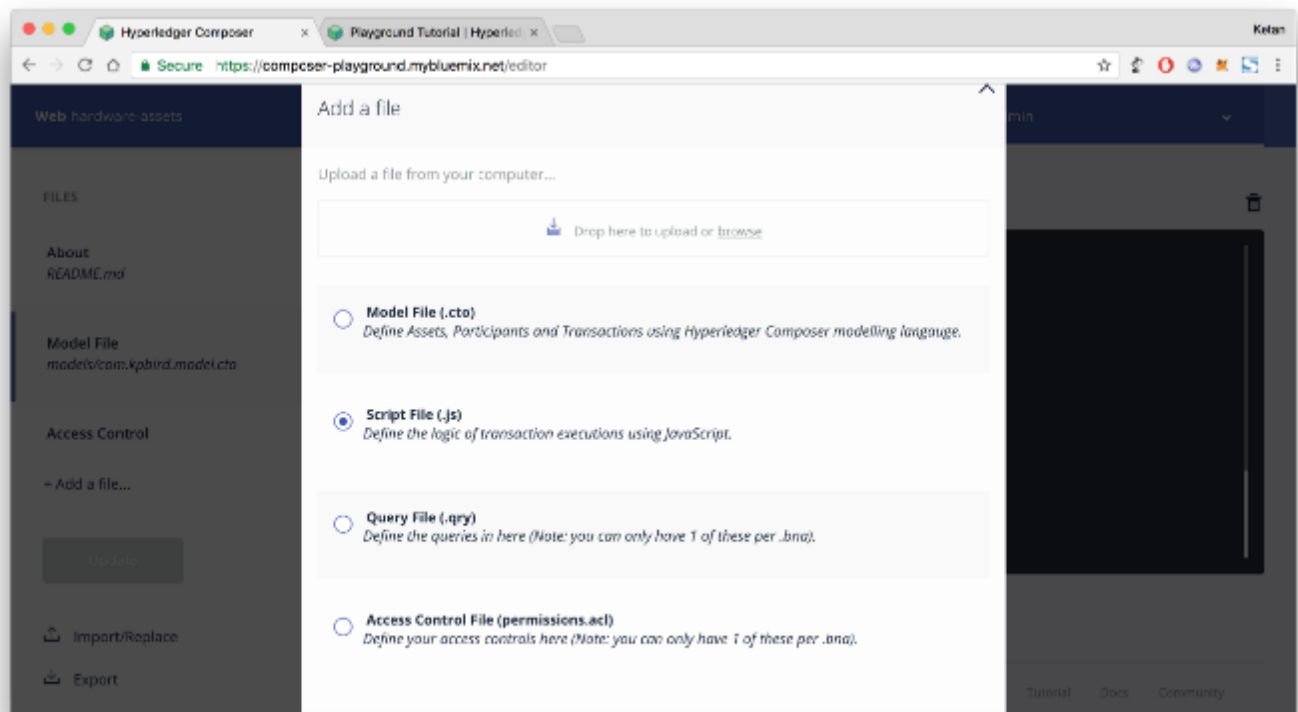 Hyperledger Composer
Playground Tutorial | Hyperled
Ketan
Secure https://composer-playground.mybluemix.net/editor
Web hardware-assets
min
Add a file
Upload a file from your computer...
Drop here to upload or browse
FILES
About
README.md
Model File
models/com.kpbird.model.cto
Access Control
+ Add a file...
Update
Import/Replace
Export
Model File (.cto)
Define Assets, Participants and Transactions using Hyperledger Composer modelling langauge.
Script File (.js)
Define the logic of transaction executions using JavaScript.
Query File (.qry)
Define the queries in here (Note: you can only have 1 of these per .bna).
Access Control File (permissions.acl)
Define your access controls here (Note: you can only have 1 of these per .bna).
Tutorial Docs Community